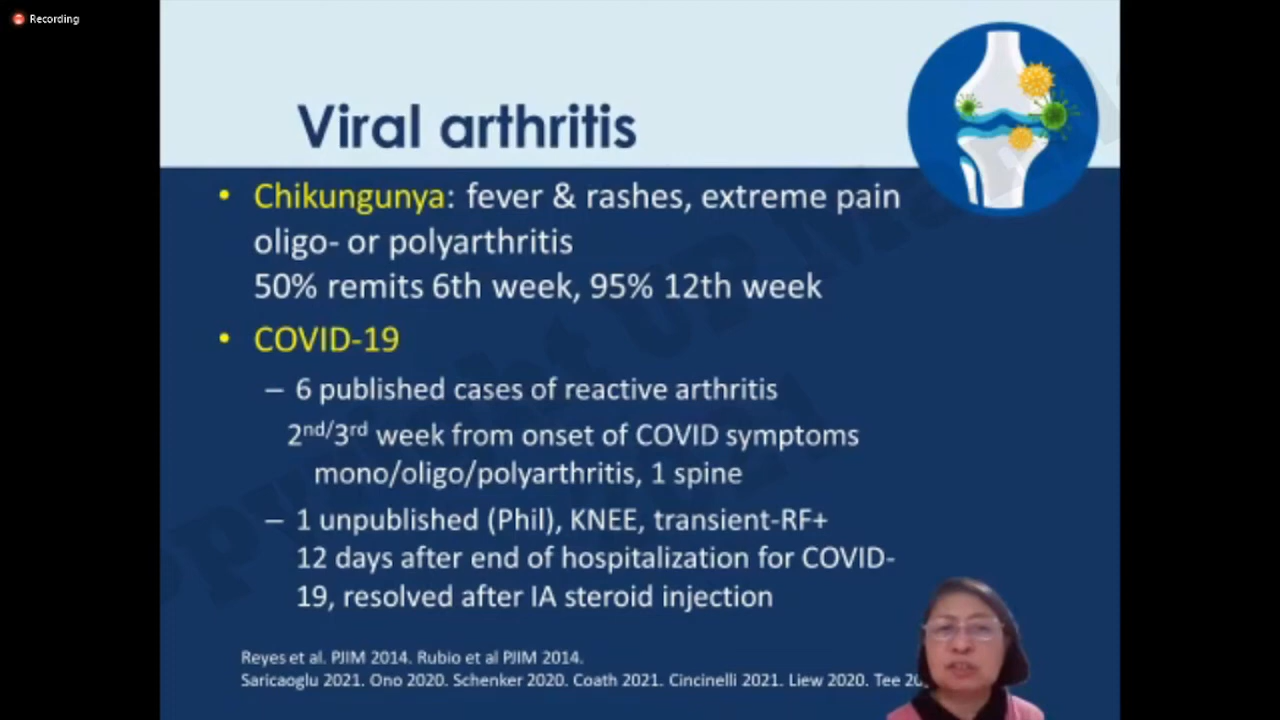 Recording
Viral arthritis
• Chikungunya: fever & rashes, extreme pain
oligo- or polyarthritis
50% remits 6th week, 95% 12th week
• COVID-19
– 6 published cases of reactive arthritis
2nd/3rd week from onset of COVID symptoms
mono/oligo/polyarthritis, 1 spine
– 1 unpublished (Phil), KNEE, transient-RF+
12 days after end of hospitalization for COVID-
19, resolved after IA steroid injection
Reyes et al. PJIM 2014. Rubio et al PJIM 2014.
Saricaoglu 2021. Ono 2020. Schenker 2020. Coath 2021. Cincinelli 2021. Liew 2020. Tee